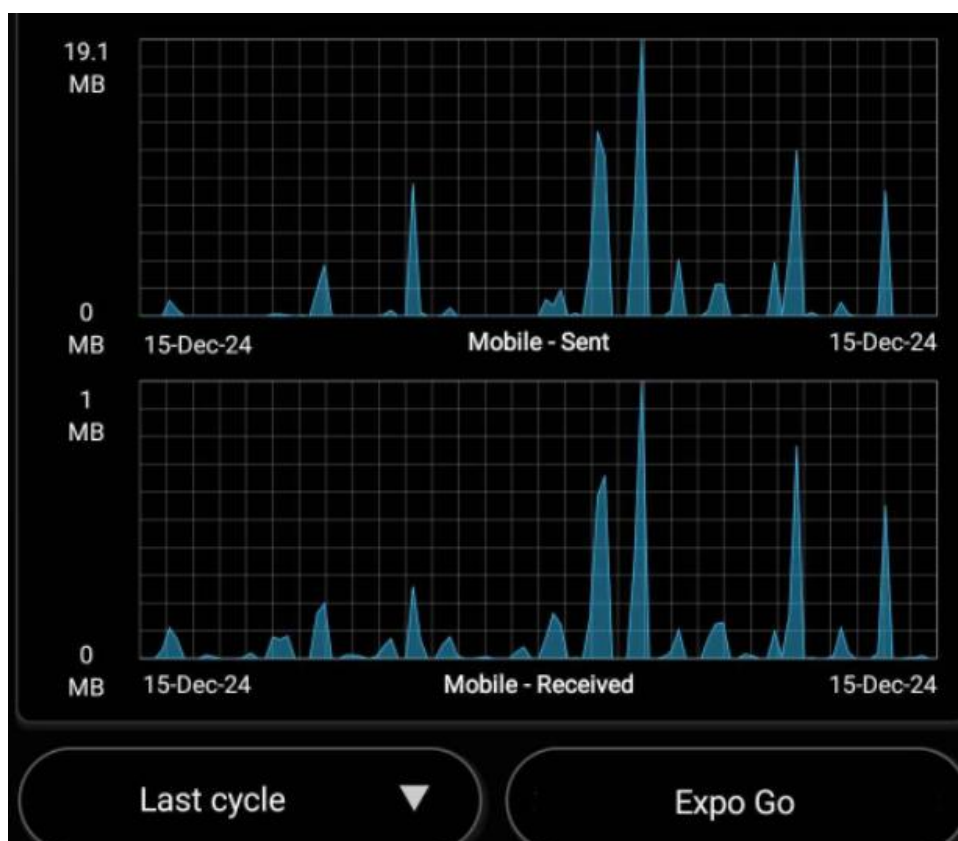 19.1
MB
0
MB
15-Dec-24 Mobile - Sent 15-Dec-24
1
MB
0
MB
15-Dec-24 Mobile - Received 15-Dec-24
Last cycle
Expo Go